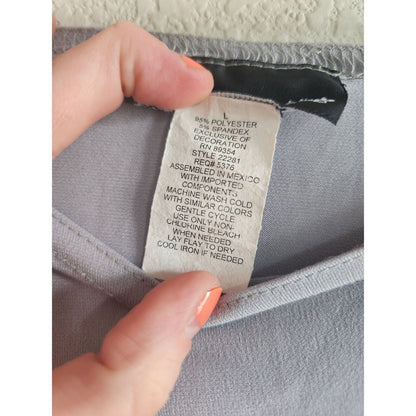 L
95% POLYESTER
5% SPANDEX
EXCLUSIVE OF
DECORATION
RN 89354
STYLE 22281
REQ# 5376
ASSEMBLED IN MEXICO
WITH IMPORTED
COMPONENTS
MACHINE WASH COLD
WITH SIMILAR COLORS
GENTLE CYCLE
USE ONLY NON-
CHLORINE BLEACH
WHEN NEEDED
LAY FLAT TO DRY
COOL IRON IF NEEDED